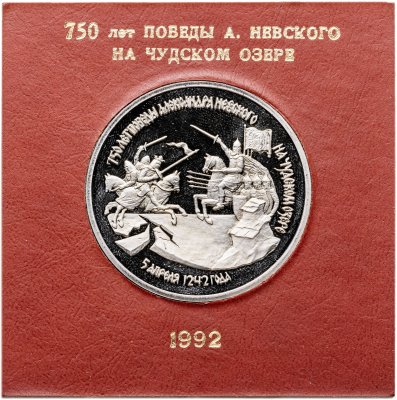 750 лет ПОБЕДЫ А. НЕВСКОГО
НА ЧУДСКОМ ОЗЕРЕ
750 ЛЕТ ПОБЕДЫ АЛЕКСАНДРА НЕВСКОГО
НА ЧУДСКОМ ОЗЕРЕ
5 АПРЕЛЯ 1242 ГОДА
1992